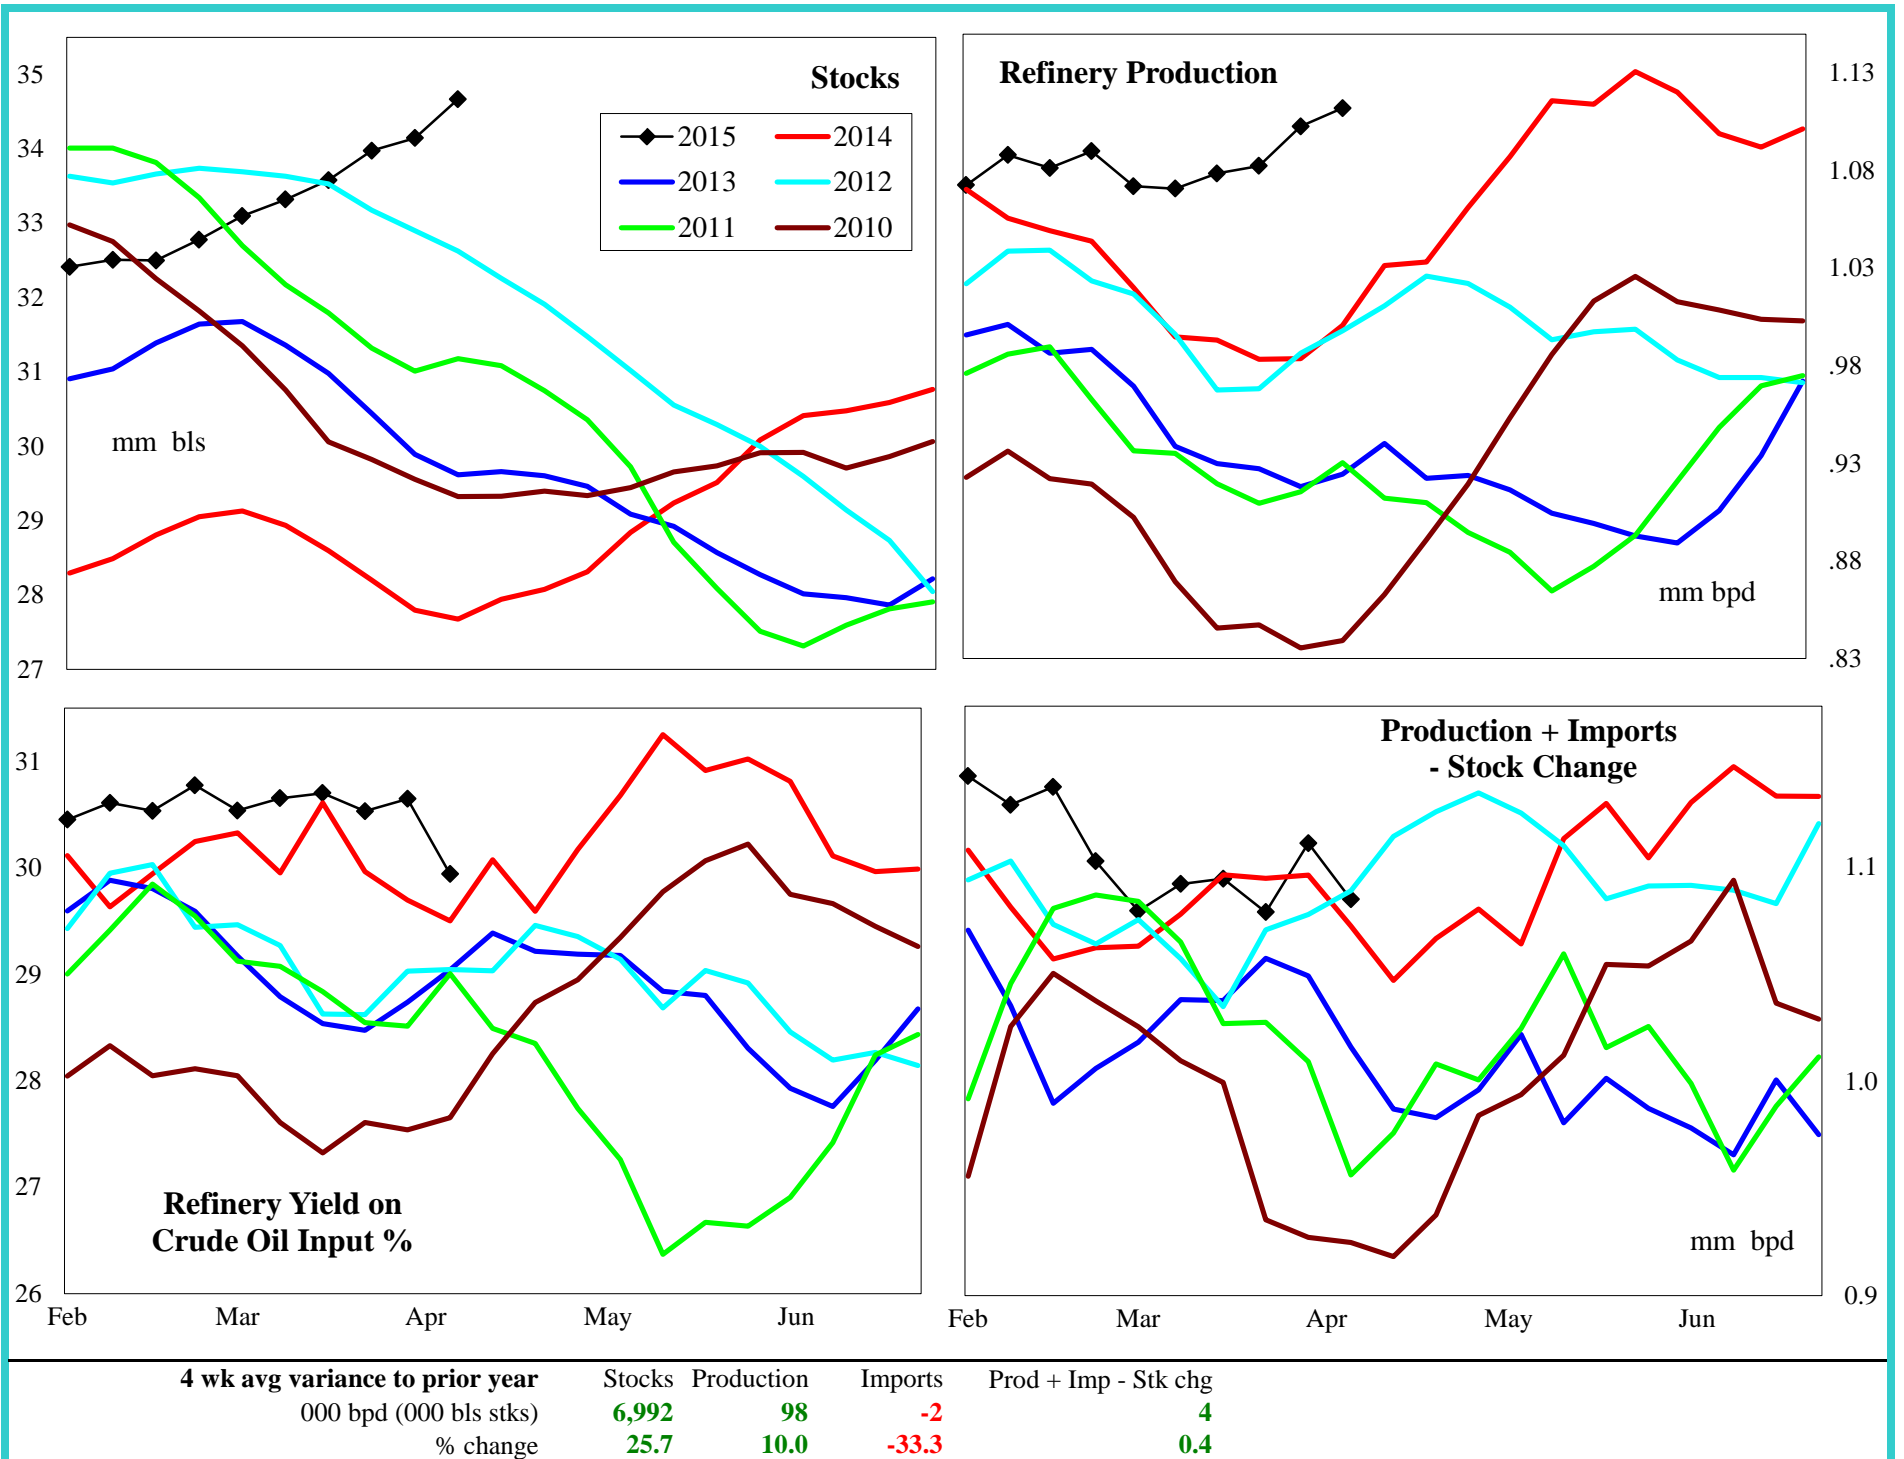 Stocks
35
34
33
32
31
30
29
28
27
2015
2014
2013
2012
2011
2010
mm bls
Refinery Production
1.13
1.08
1.03
.98
.93
.88
.83
mm bpd
31
30
29
28
27
26
Refinery Yield on
Crude Oil Input %
Feb Mar Apr May Jun
Production + Imports
- Stock Change
1.1
1.0
0.9
mm bpd
Feb Mar Apr May Jun
4 wk avg variance to prior year Stocks Production Imports Prod + Imp - Stk chg
000 bpd (000 bls stks) 6,992 98 -2 4
% change 25.7 10.0 -33.3 0.4